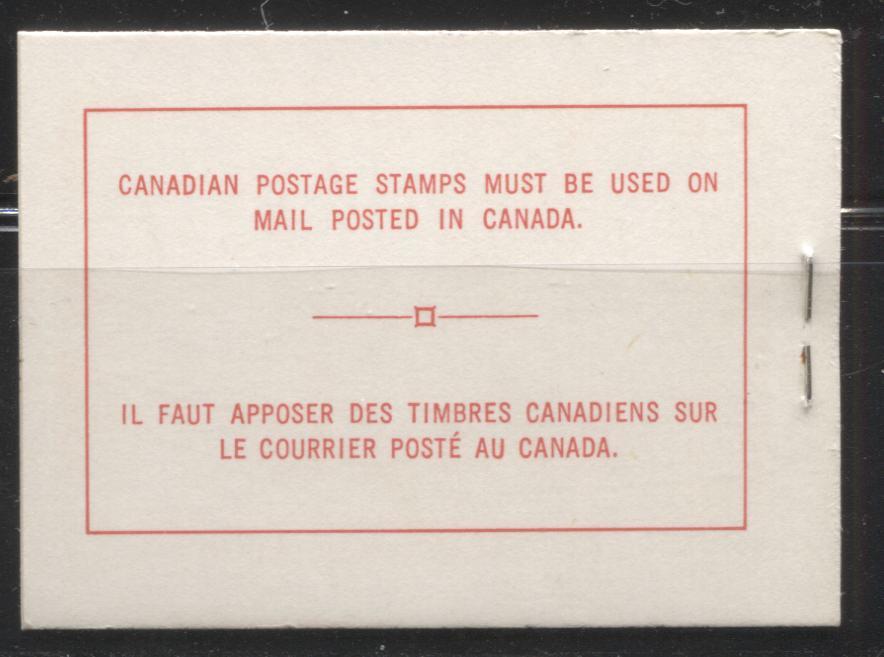 CANADIAN POSTAGE STAMPS MUST BE USED ON
MAIL POSTED IN CANADA.
IL FAUT APPOSER DES TIMBRES CANADIENS SUR
LE COURRIER POSTÉ AU CANADA.